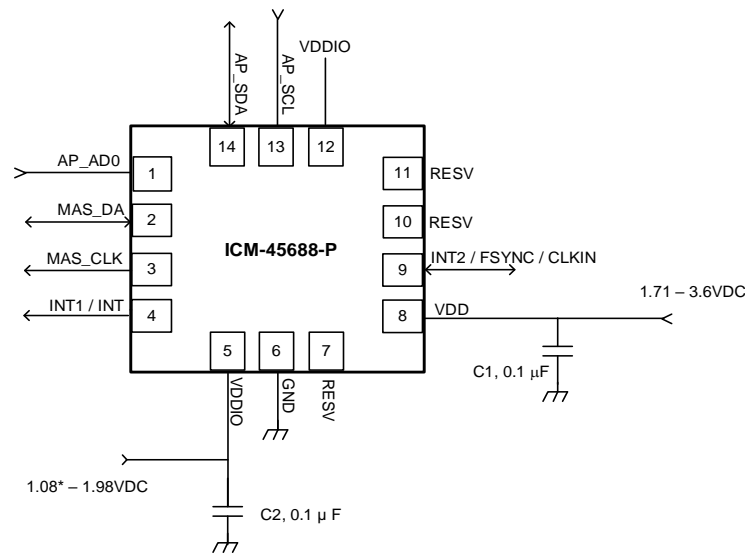 AP_SDA
AP_SCL
VDDIO
14
13
12
AP_AD0
1
11
RESV
MAS_DA
2
10
RESV
ICM-45688-P
MAS_CLK
3
9
INT2 / FSYNC / CLKIN
INT1 / INT
4
8
VDD
1.71 – 3.6VDC
5
6
7
VDDIO
GND
RESV
C1, 0.1 μF
1.08* – 1.98VDC
C2, 0.1 μ F